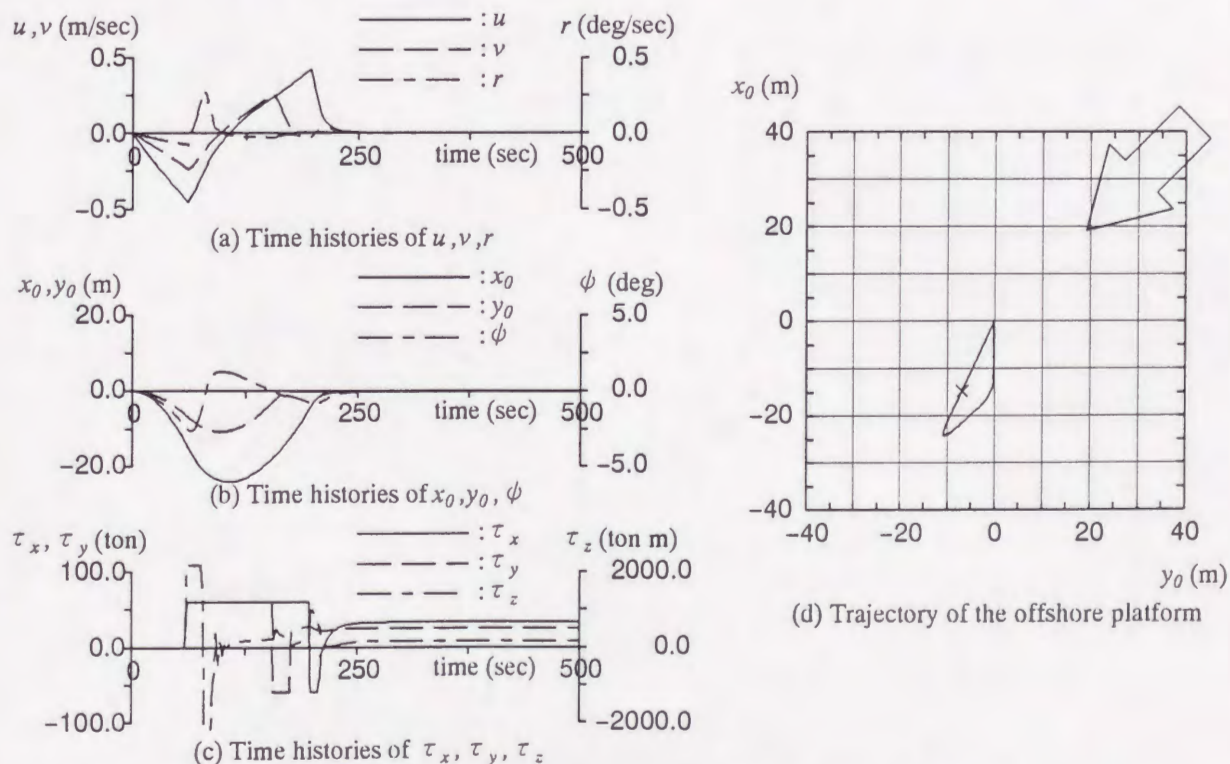 u, v (m/sec)
r (deg/sec)
: u
: v
: r
0.5
0.0
−0.5
0
250
500
time (sec)
0.5
0.0
−0.5
(a) Time histories of u, v, r
x₀, y₀ (m)
ϕ (deg)
: x₀
: y₀
: ϕ
20.0
0.0
−20.0
0
250
500
time (sec)
5.0
0.0
−5.0
(b) Time histories of x₀, y₀, ϕ
τx, τy (ton)
τz (ton m)
: τx
: τy
: τz
100.0
0.0
−100.0
0
250
500
time (sec)
2000.0
0.0
−2000.0
(c) Time histories of τx, τy, τz
x₀ (m)
40
20
0
−20
−40
−40
−20
0
20
40
y₀ (m)
(d) Trajectory of the offshore platform